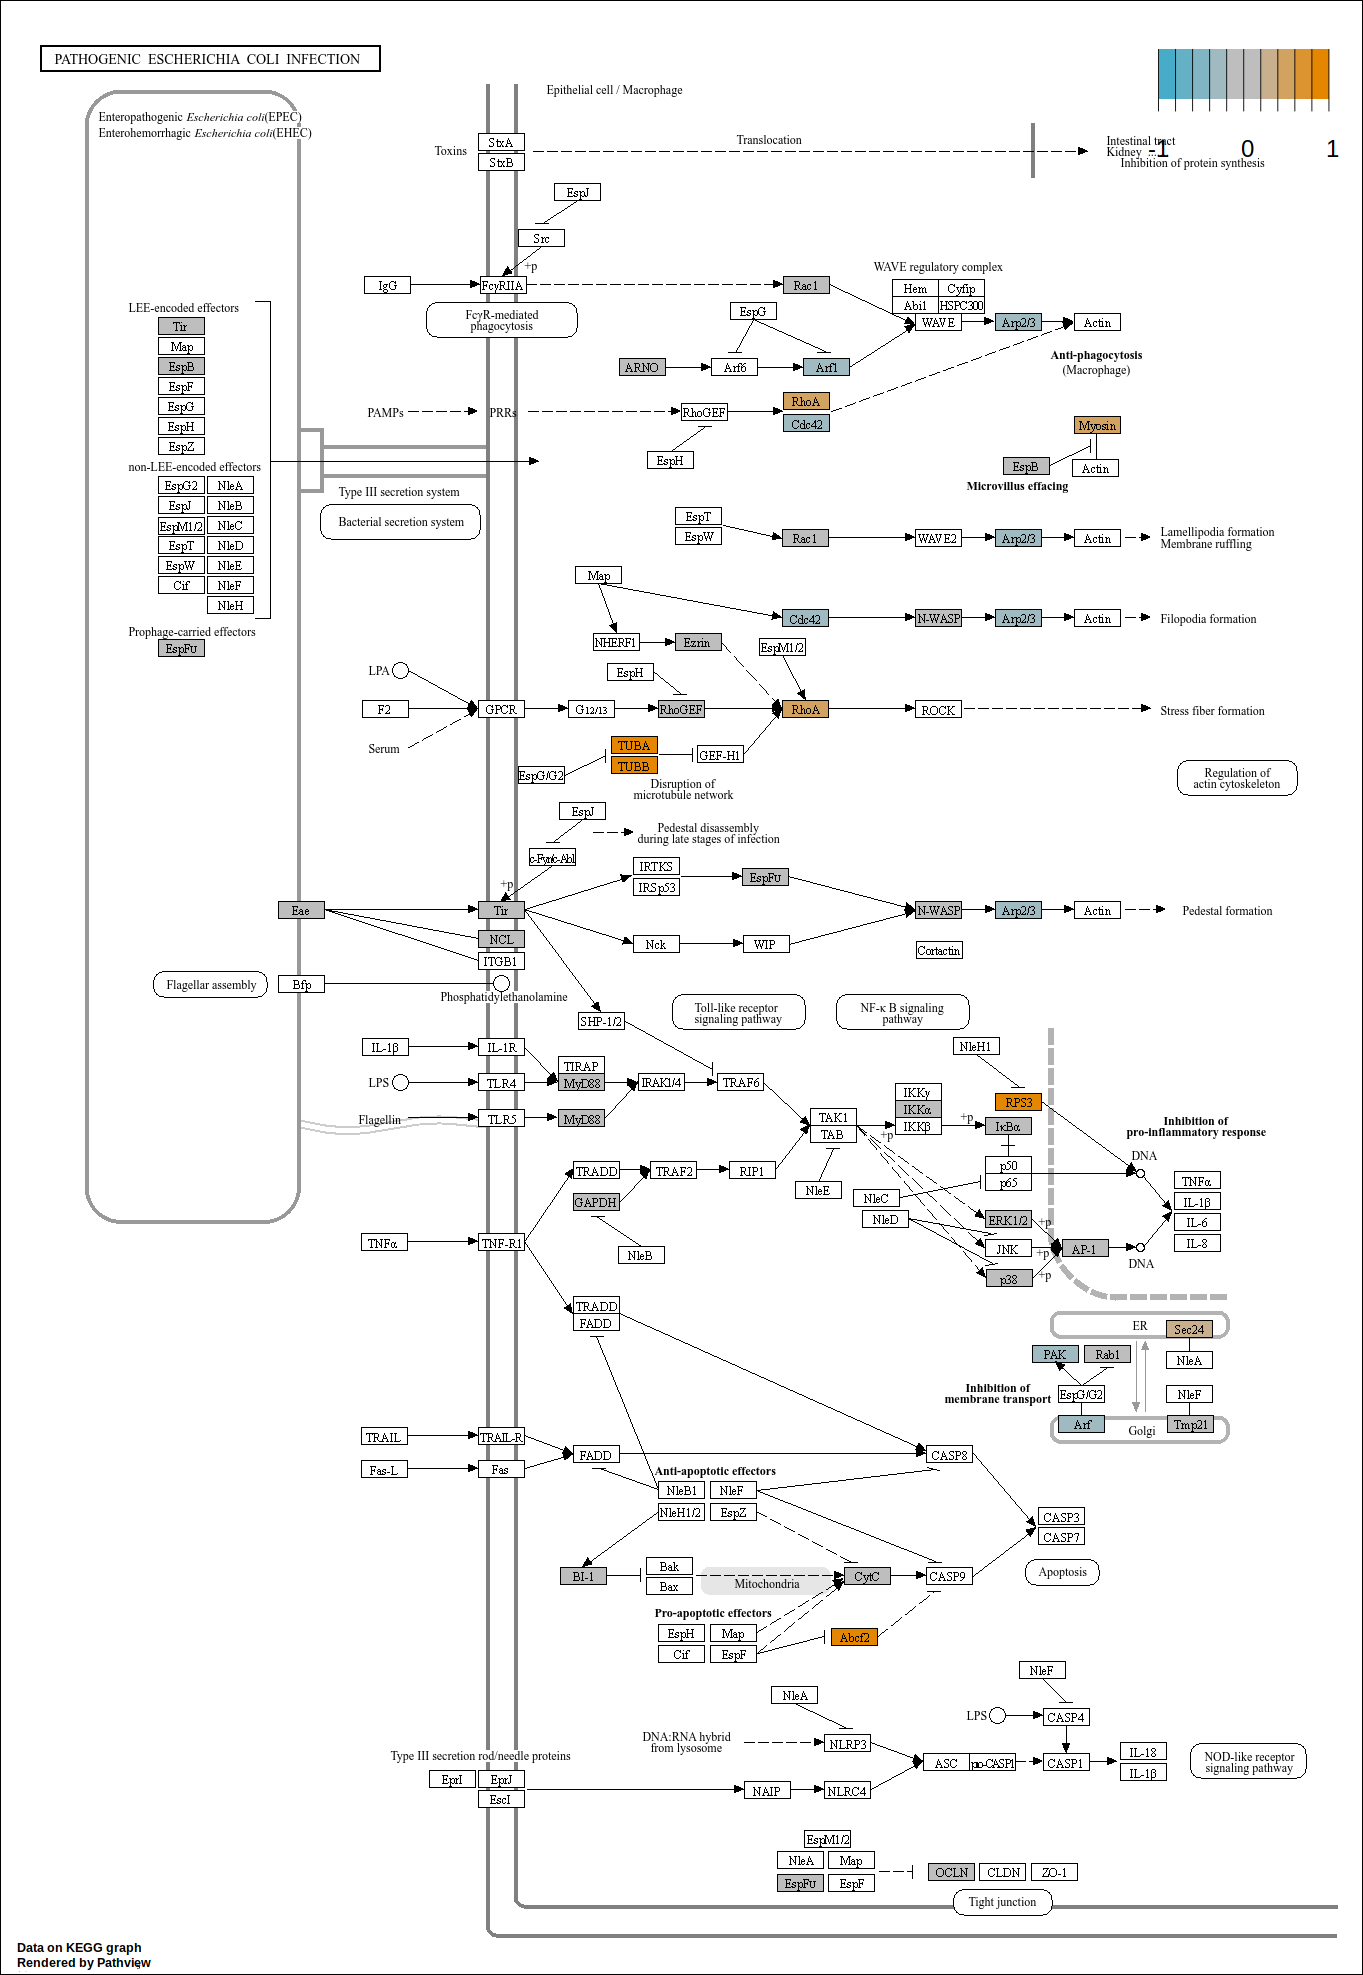 PATHOGENIC ESCHERICHIA COLI INFECTION
Enteropathogenic Escherichia coli(EPEC)
Enterohemorrhagic Escherichia coli(EHEC)
Epithelial cell / Macrophage
-1 0 1
Toxins
StxA
StxB
Translocation
Intestinal tract
Kidney ...
Inhibition of protein synthesis
EspJ
Src
+p
IgG
FcγRIIA
FcγR-mediated
phagocytosis
Rac1
WAVE regulatory complex
Hem Cyfip
Abi1 HSPC300
WAVE
Arp2/3
Actin
EspG
ARNO
Arf6
Arf1
Anti-phagocytosis
(Macrophage)
PAMPs
PRRs
RhoGEF
RhoA
Cdc42
EspH
Myosin
EspB
Actin
Microvillus effacing
LEE-encoded effectors
Tir
Map
EspB
EspF
EspG
EspH
EspZ
non-LEE-encoded effectors
EspG2 NleA
EspJ NleB
EspM1/2 NleC
EspT NleD
EspW NleE
Cif NleF
NleH
Prophage-carried effectors
EspFu
Type III secretion system
Bacterial secretion system
EspT
EspW
Rac1
WAVE2
Arp2/3
Actin
Lamellipodia formation
Membrane ruffling
Map
Cdc42
N-WASP
Arp2/3
Actin
Filopodia formation
NHERF1
Ezrin
EspM1/2
EspH
LPA
F2
Serum
GPCR
G12/13
RhoGEF
RhoA
ROCK
Stress fiber formation
TUBA
TUBB
GEF-H1
EspG/G2
Disruption of
microtubule network
Regulation of
actin cytoskeleton
EspJ
c-Fyn/c-Abl
Pedestal disassembly
during late stages of infection
+p
IRTKS
IRSp53
EspFu
Eae
Tir
NCL
ITGB1
Nck
WIP
N-WASP
Arp2/3
Actin
Pedestal formation
Cortactin
Flagellar assembly
Bfp
Phosphatidylethanolamine
SHP-1/2
Toll-like receptor
signaling pathway
NF-κ B signaling
pathway
IL-1β
IL-1R
LPS
TLR4
Flagellin
TLR5
TIRAP
MyD88
MyD88
IRAK1/4
TRAF6
TAK1
TAB
+p
IKKγ
IKKα
IKKβ
+p
IκBα
NleH1
RPS3
p50
p65
NleE
NleC
NleD
ERK1/2
JNK
p38
+p
+p
+p
AP-1
DNA
DNA
Inhibition of
pro-inflammatory response
TNFα
IL-1β
IL-6
IL-8
TRADD
TRAF2
RIP1
GAPDH
NleB
TNFα
TNF-R1
TRADD
FADD
ER
Sec24
NleA
PAK
Rab1
Inhibition of
membrane transport
EspG/G2
NleF
Arf
Golgi
Tmp21
TRAIL
TRAIL-R
Fas-L
Fas
FADD
CASP8
Anti-apoptotic effectors
NleB1 NleF
NleH1/2 EspZ
CASP3
CASP7
Apoptosis
BI-1
Bak
Bax
Mitochondria
CytC
CASP9
Pro-apoptotic effectors
EspH Map
Cif EspF
Abcf2
NleF
LPS
CASP4
NleA
DNA:RNA hybrid
from lysosome
NLRP3
ASC
pro-CASP1
CASP1
IL-18
IL-1β
NOD-like receptor
signaling pathway
Type III secretion rod/needle proteins
EprI EprJ
EscI
NAIP
NLRC4
EspM1/2
NleA Map
EspFu EspF
OCLN CLDN ZO-1
Tight junction
Data on KEGG graph
Rendered by Pathview